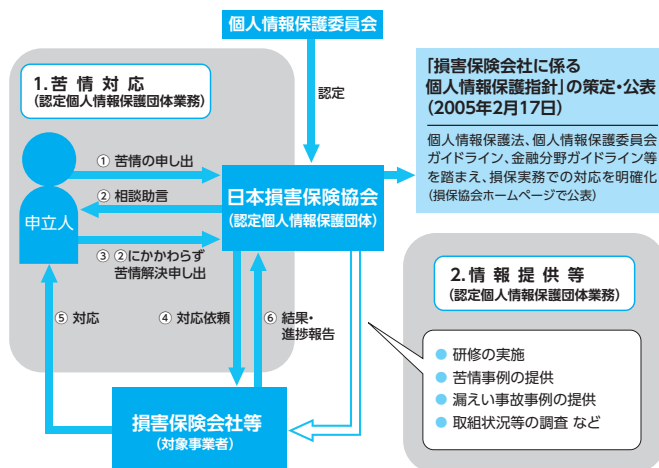 個人情報保護委員会
認定
1.苦 情 対 応
(認定個人情報保護団体業務)
① 苦情の申し出
② 相談助言
③ ②にかかわらず
苦情解決申し出
申立人
日本損害保険協会
(認定個人情報保護団体)
「損害保険会社に係る
個人情報保護指針」の策定・公表
(2005年2月17日)
個人情報保護法、個人情報保護委員会
ガイドライン、金融分野ガイドライン等
を踏まえ、損保実務での対応を明確化
(損保協会ホームページで公表)
⑤ 対応
④ 対応依頼
⑥ 結果・
進捗報告
損害保険会社等
(対象事業者)
2.情 報 提 供 等
(認定個人情報保護団体業務)
● 研修の実施
● 苦情事例の提供
● 漏えい事故事例の提供
● 取組状況等の調査 など